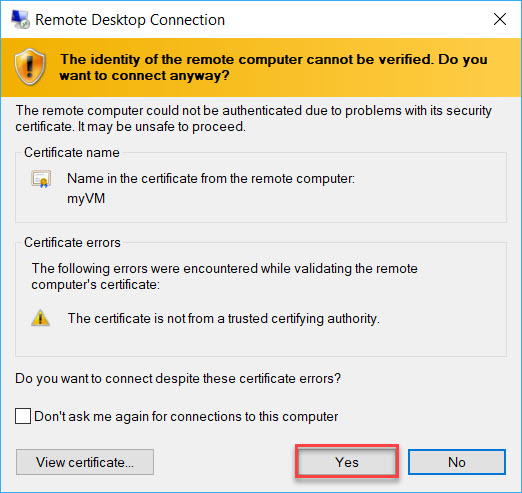 Remote Desktop Connection
The identity of the remote computer cannot be verified. Do you
want to connect anyway?
The remote computer could not be authenticated due to problems with its security
certificate. It may be unsafe to proceed.
Certificate name
Name in the certificate from the remote computer:
myVM
Certificate errors
The following errors were encountered while validating the remote
computer's certificate:
The certificate is not from a trusted certifying authority.
Do you want to connect despite these certificate errors?
Don't ask me again for connections to this computer
View certificate... Yes No